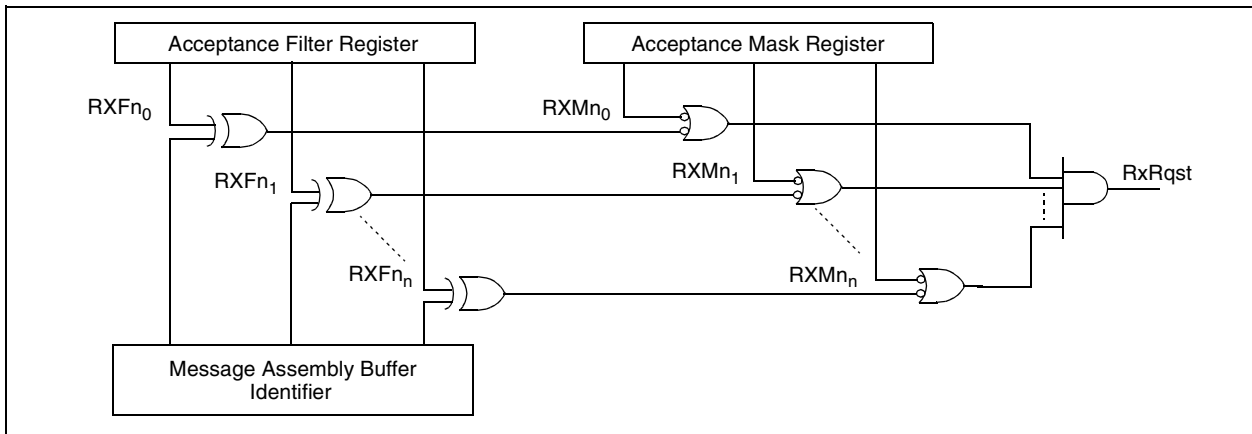 Acceptance Filter Register
Acceptance Mask Register
RXFn0
RXMn0
RXFn1
RXMn1
RxRqst
RXFnn
RXMnn
Message Assembly Buffer
Identifier